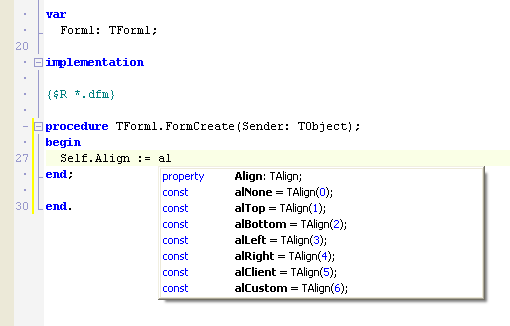 var
Form1: TForm1;
20
implementation
{$R *.dfm}
procedure TForm1.FormCreate(Sender: TObject);
begin
27 Self.Align := al
end;
30 end.
property Align: TAlign;
const alNone = TAlign(0);
const alTop = TAlign(1);
const alBottom = TAlign(2);
const alLeft = TAlign(3);
const alRight = TAlign(4);
const alClient = TAlign(5);
const alCustom = TAlign(6);